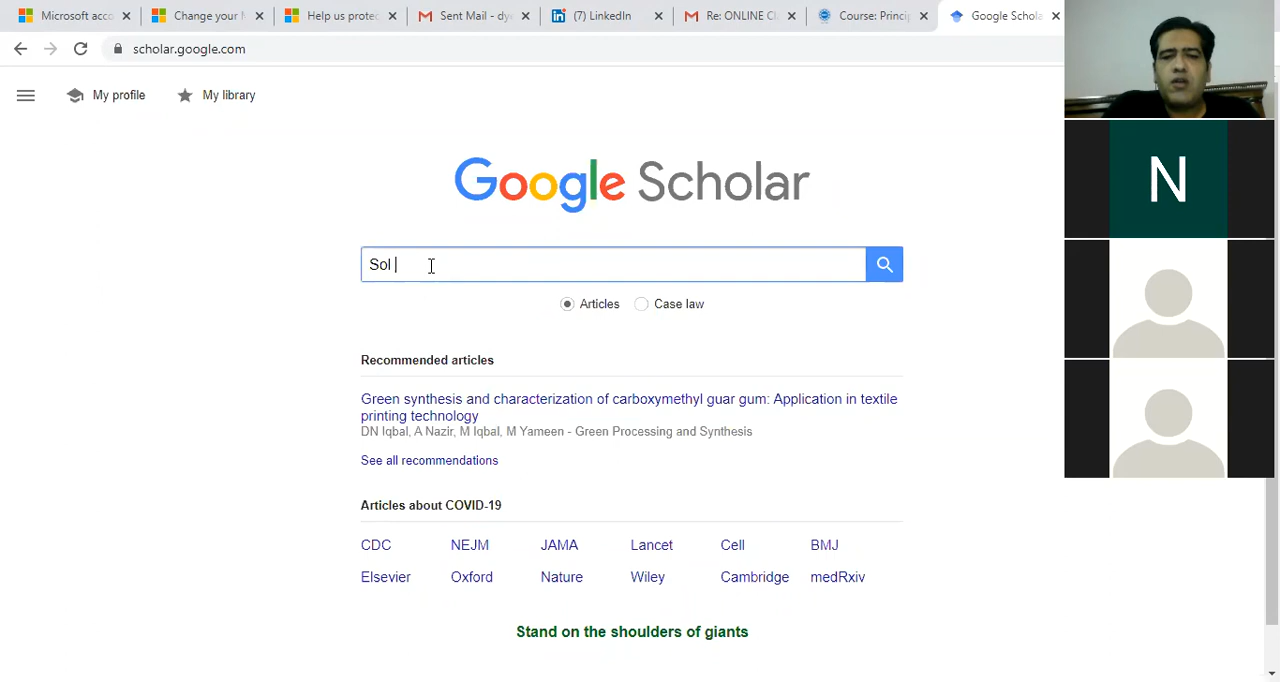 Microsoft acco
Change your M
Help us protec
Sent Mail - dye
(7) LinkedIn
Re: ONLINE Cl
Course: Princip
Google Schola
scholar.google.com
My profile
My library
Google Scholar
Sol
Articles
Case law
Recommended articles
Green synthesis and characterization of carboxymethyl guar gum: Application in textile
printing technology
DN Iqbal, A Nazir, M Iqbal, M Yameen - Green Processing and Synthesis
See all recommendations
Articles about COVID-19
CDC NEJM JAMA Lancet Cell BMJ
Elsevier Oxford Nature Wiley Cambridge medRxiv
Stand on the shoulders of giants
N